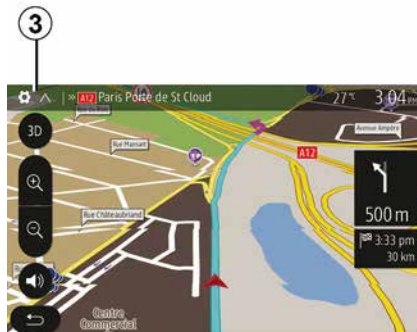 3
» A12 Paris Porte de St Cloud
27°
3:04
3D
Rue Mansart
Avenue Ampère
A12
Rue Châteaubriand
500 m
3:33 pm
30 km
Centre
Commercial